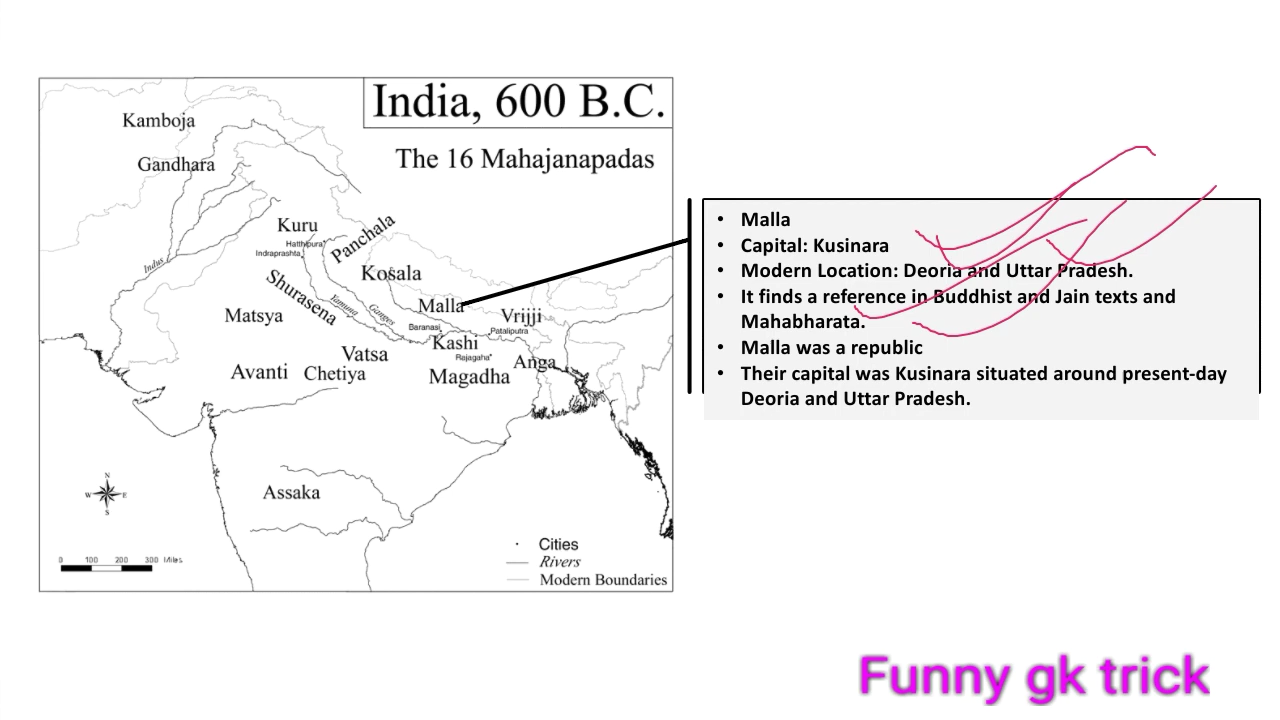 India, 600 B.C.
The 16 Mahajanapadas
Kamboja
Gandhara
Kuru
Hatthipura
Indraprashta
Panchala
Indus
Kosala
Shurasena
Yamuna
Ganges
Malla
Matsya
Vrijji
Baranasi
Pataliputra
Kashi
Vatsa
Rajagaha
Anga
Avanti
Chetiya
Magadha
Assaka
N
W
E
S
0 100 200 300 Miles
Cities
Rivers
Modern Boundaries
• Malla
• Capital: Kusinara
• Modern Location: Deoria and Uttar Pradesh.
• It finds a reference in Buddhist and Jain texts and
Mahabharata.
• Malla was a republic
• Their capital was Kusinara situated around present-day
Deoria and Uttar Pradesh.
Funny gk trick